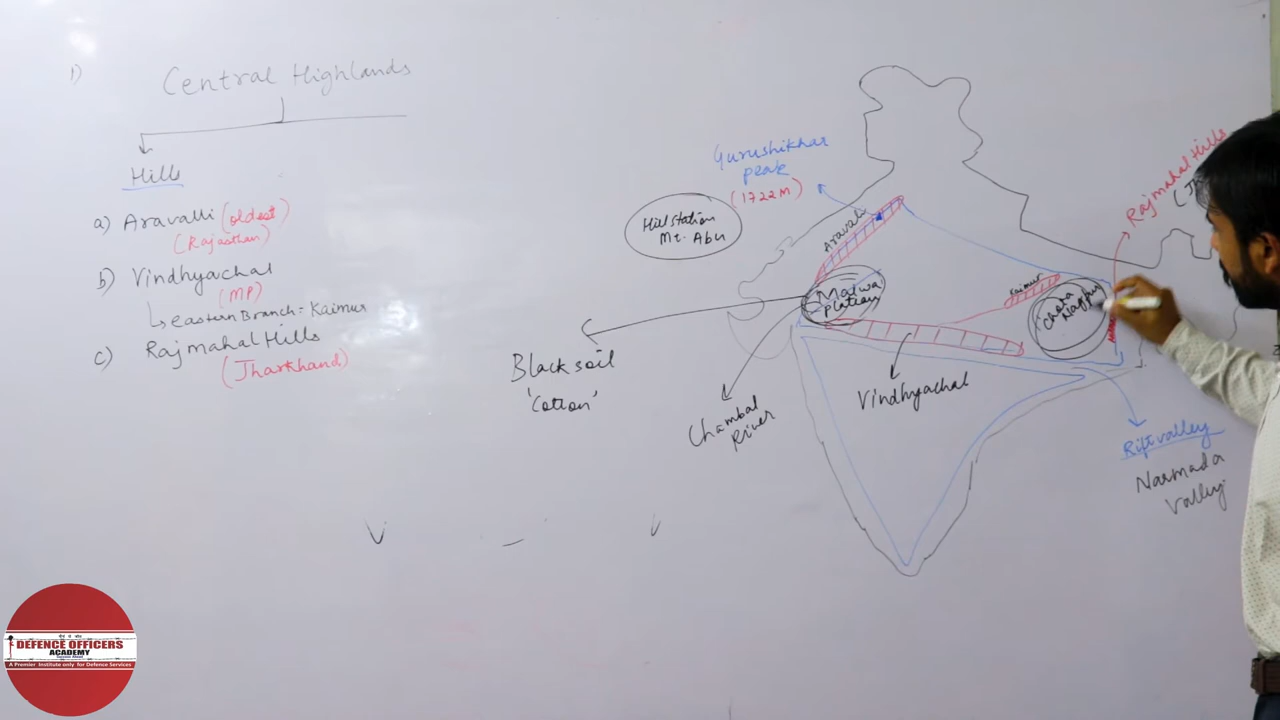 1)
Central Highlands
Hills
a) Aravalli (oldest)
(Rajasthan)
b) Vindhyachal
(MP)
eastern Branch = Kaimur
c) Rajmahal Hills
(Jharkhand)
Gurushikhar
peak
(1722M)
Hill station
Mt. Abu
Aravali
Malwa
plateau
Black soil
'Cotton'
Chambal
River
Vindhyachal
Kaimur
Chota
Nagpur
Rajmahal Hills
Rift valley
Narmada
Valley
DEFENCE OFFICERS
ACADEMY
A Premier Institute only for Defence Services